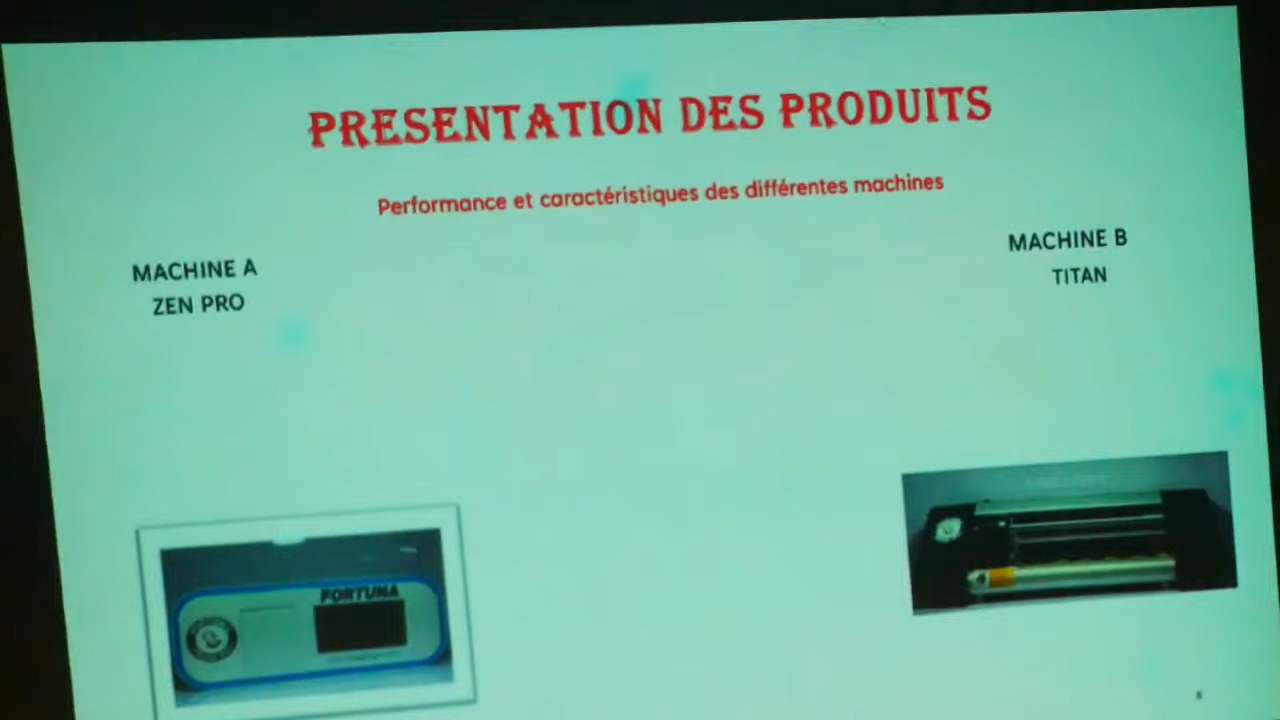 PRESENTATION DES PRODUITS
Performance et caractéristiques des différentes machines
MACHINE A
ZEN PRO
MACHINE B
TITAN
FORTUNA